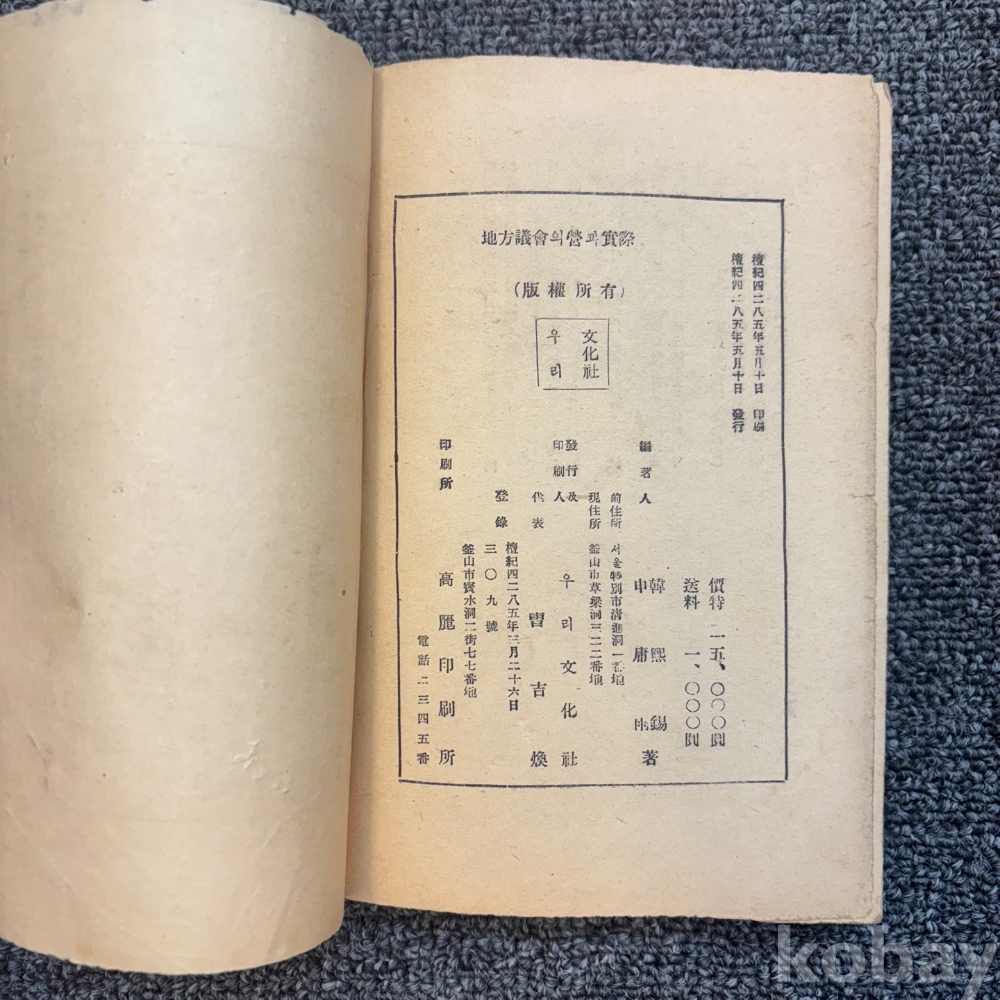 地方議會의營과實際
(版權所有)
우리
文化社
檀紀四二八五年五月十日 印刷
檀紀四二八五年五月十日 發行
價特 二五、〇〇〇圓
送料 一、〇〇〇圓
編著人 韓熙錫
申庸雨 著
前住所 서울特別市淸進洞一番地
現住所 釜山市草梁洞三二二番地
發行及
印刷人 우리文化社
代表 吉煥
登錄 檀紀四二八五年三月二十六日
三〇九號
釜山市寶水洞二街七七番地
印刷所 高麗印刷所
電話二三四五番
kobay